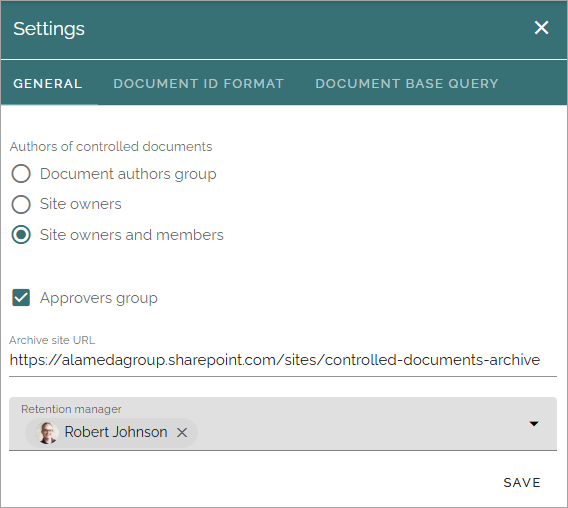 Settings
GENERAL DOCUMENT ID FORMAT DOCUMENT BASE QUERY
Authors of controlled documents
Document authors group
Site owners
Site owners and members
Approvers group
Archive site URL
https://alamedagroup.sharepoint.com/sites/controlled-documents-archive
Retention manager
Robert Johnson
SAVE